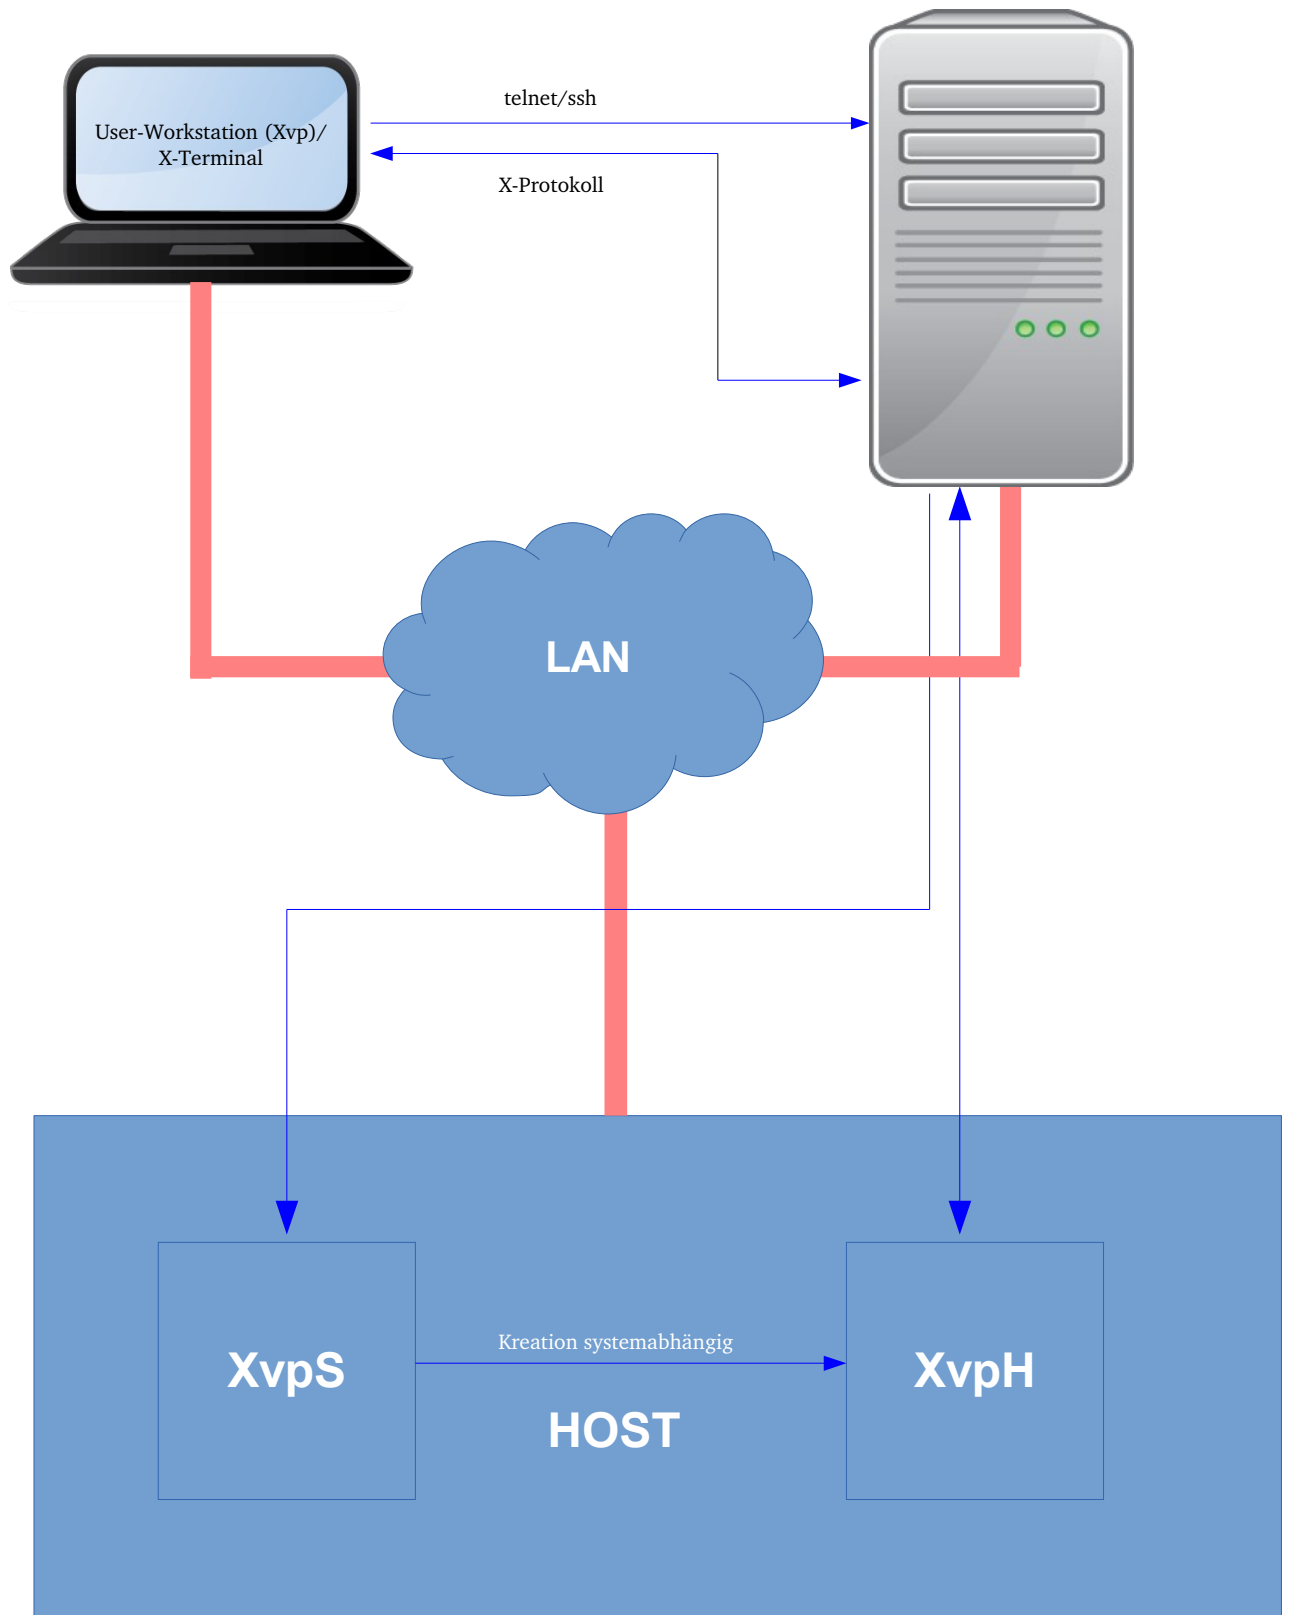 telnet/ssh
User-Workstation (Xvp)/
X-Terminal
X-Protokoll
LAN
Kreation systemabhängig
XvpS
XvpH
HOST